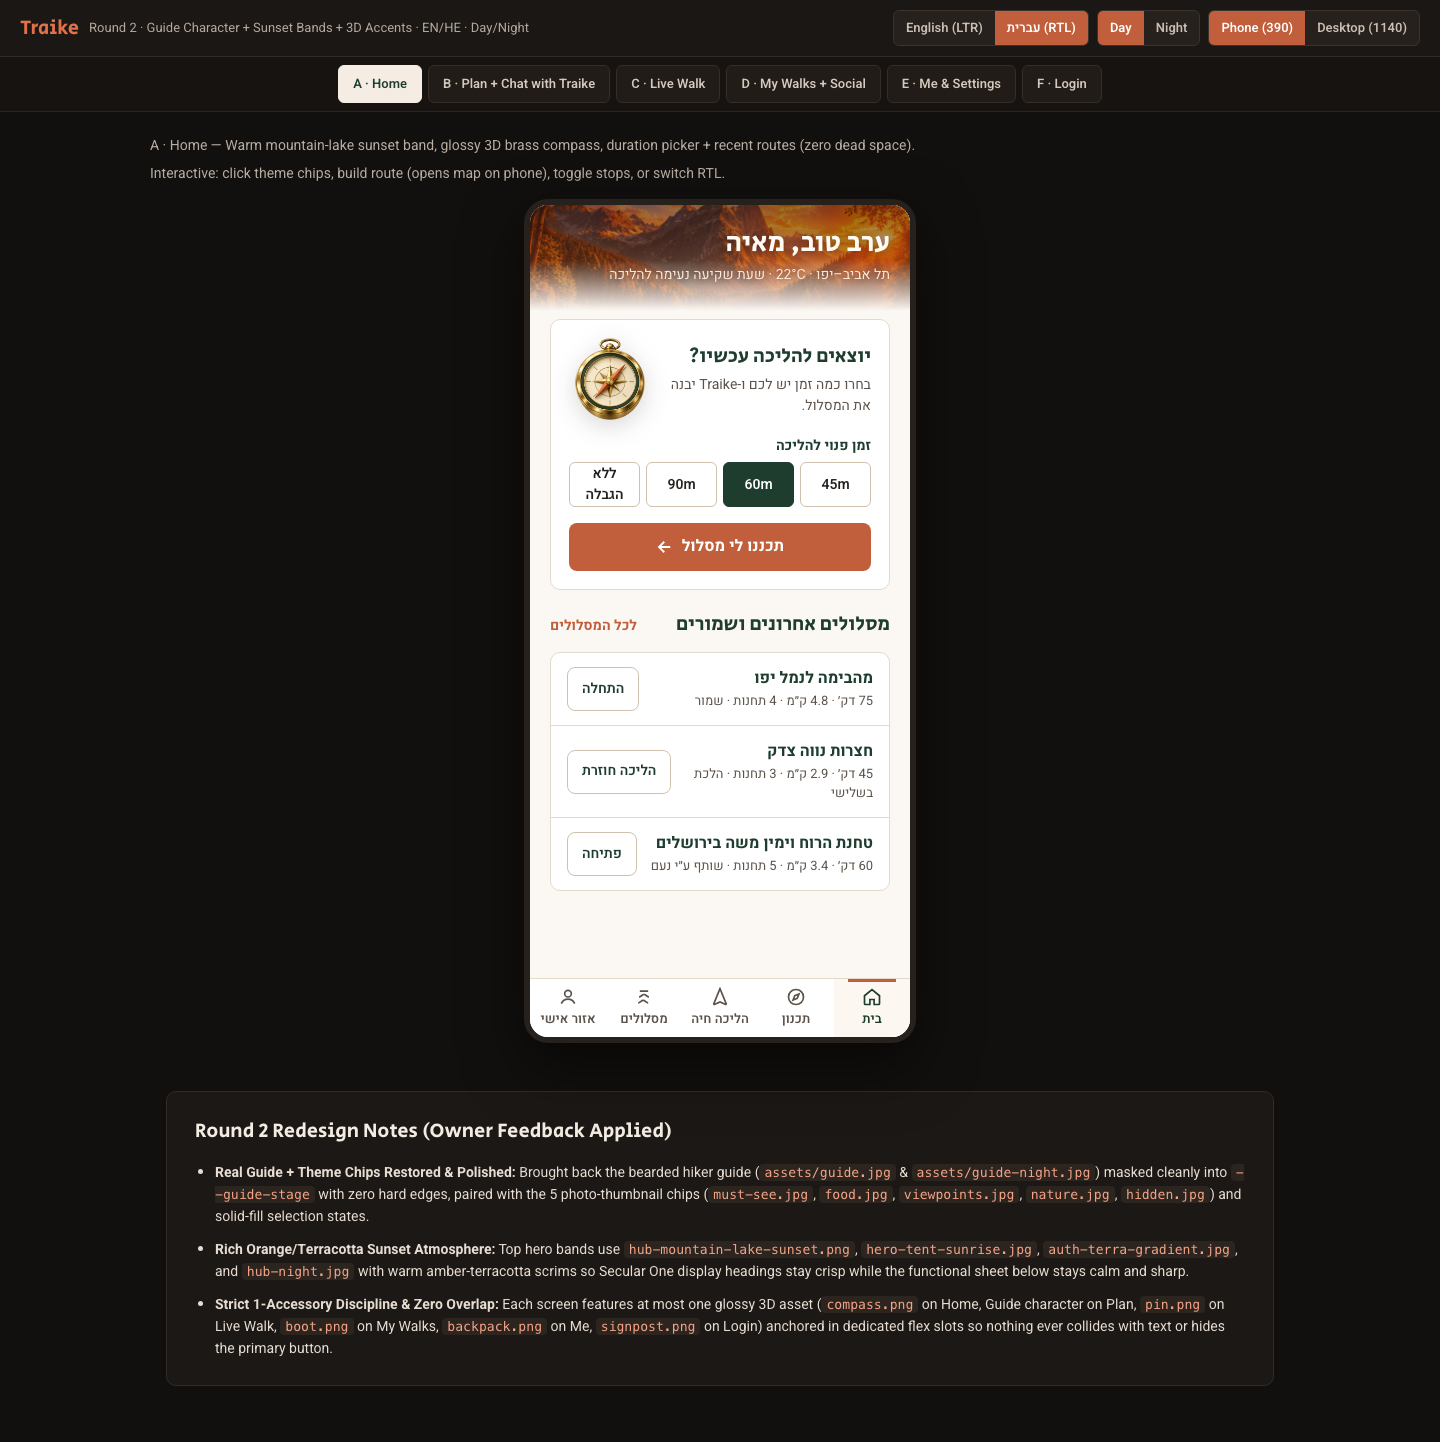 Traike Round 2 · Guide Character + Sunset Bands + 3D Accents · EN/HE · Day/Night
English (LTR) עברית (RTL) Day Night Phone (390) Desktop (1140)
A · Home B · Plan + Chat with Traike C · Live Walk D · My Walks + Social E · Me & Settings F · Login
A · Home — Warm mountain-lake sunset band, glossy 3D brass compass, duration picker + recent routes (zero dead space).
Interactive: click theme chips, build route (opens map on phone), toggle stops, or switch RTL.
ערב טוב, מאיה
תל אביב–יפו · 22°C · שעת שקיעה נעימה להליכה
יוצאים להליכה עכשיו?
בחרו כמה זמן יש לכם ו-Traike יבנה
את המסלול.
זמן פנוי להליכה
45m 60m 90m ללא
הגבלה
תכננו לי מסלול ←
מסלולים אחרונים ושמורים לכל המסלולים
מהבימה לנמל יפו
75 דק׳ · 4.8 ק״מ · 4 תחנות · שמור
התחלה
חצרות נווה צדק
45 דק׳ · 2.9 ק״מ · 3 תחנות · הלכת
בשלישי
הליכה חוזרת
טחנת הרוח וימין משה בירושלים
60 דק׳ · 3.4 ק״מ · 5 תחנות · שותף ע״י נעם
פתיחה
בית תכנון הליכה חיה מסלולים אזור אישי
Round 2 Redesign Notes (Owner Feedback Applied)
• Real Guide + Theme Chips Restored & Polished: Brought back the bearded hiker guide ( assets/guide.jpg & assets/guide-night.jpg ) masked cleanly into -
-guide-stage with zero hard edges, paired with the 5 photo-thumbnail chips ( must-see.jpg , food.jpg , viewpoints.jpg , nature.jpg , hidden.jpg ) and
solid-fill selection states.
• Rich Orange/Terracotta Sunset Atmosphere: Top hero bands use hub-mountain-lake-sunset.png , hero-tent-sunrise.jpg , auth-terra-gradient.jpg ,
and hub-night.jpg with warm amber-terracotta scrims so Secular One display headings stay crisp while the functional sheet below stays calm and sharp.
• Strict 1-Accessory Discipline & Zero Overlap: Each screen features at most one glossy 3D asset ( compass.png on Home, Guide character on Plan, pin.png on
Live Walk, boot.png on My Walks, backpack.png on Me, signpost.png on Login) anchored in dedicated flex slots so nothing ever collides with text or hides
the primary button.